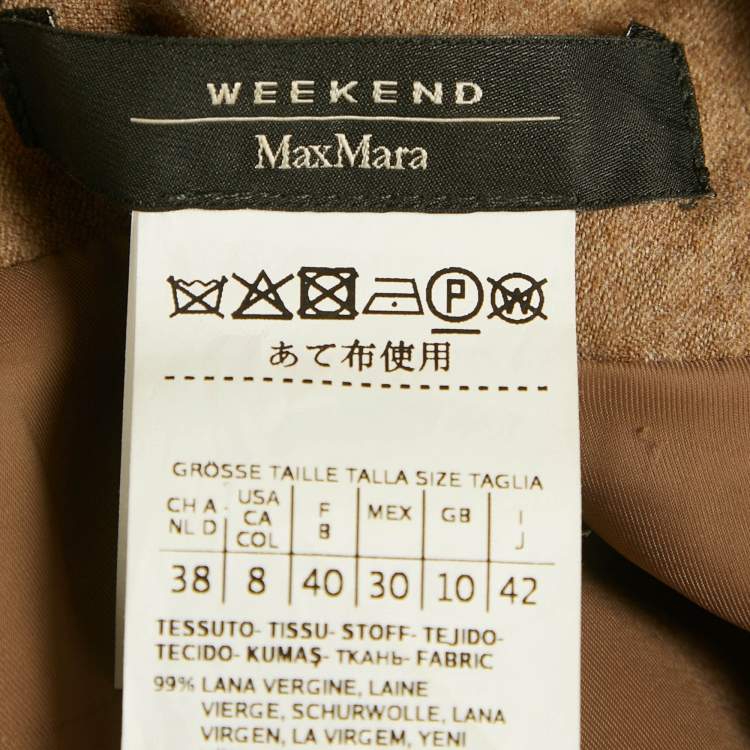 WEEKEND
MaxMara
P W
あて布使用
GRÖSSE TAILLE TALLA SIZE TAGLIA
CH A NL D USA CA COL F B MEX GB I J
38 8 40 30 10 42
TESSUTO- TISSU- STOFF- TEJIDO-
TECIDO- KUMAŞ- ТКАНЬ- FABRIC
99% LANA VERGINE, LAINE
VIERGE, SCHURWOLLE, LANA
VIRGEN, LA VIRGEM, YENI